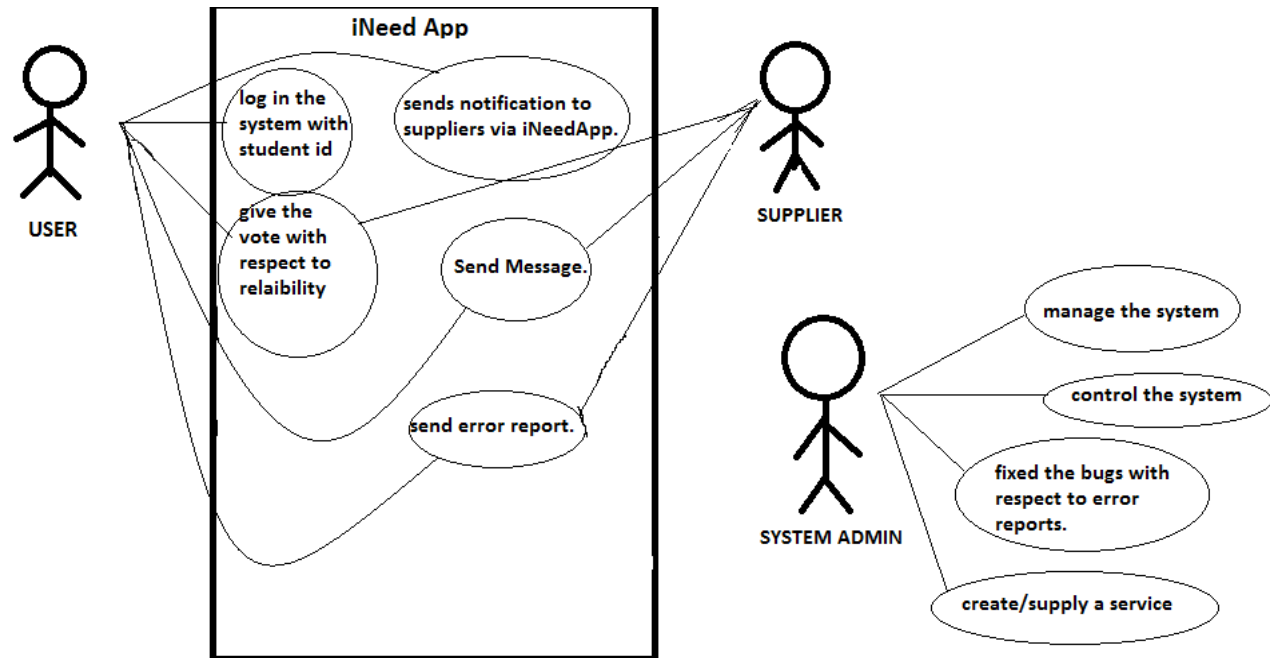 iNeed App
log in the
system with
student id
sends notification to
suppliers via iNeedApp.
USER
SUPPLIER
give the
vote with
respect to
relaibility
Send Message.
manage the system
control the system
send error report.
fixed the bugs with
respect to error
reports.
SYSTEM ADMIN
create/supply a service